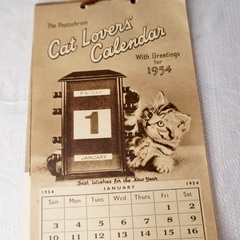 The Photochrom
Cat Lovers' Calendar
With Greetings
for
1954
FRIDAY
1
JANUARY
Best Wishes for the New Year
1954 JANUARY 1954
Sun Mon Tue Wed Thu Fri Sat
1 2
3 4 5 6 7 8 9
10 11 12 13 14 15 16